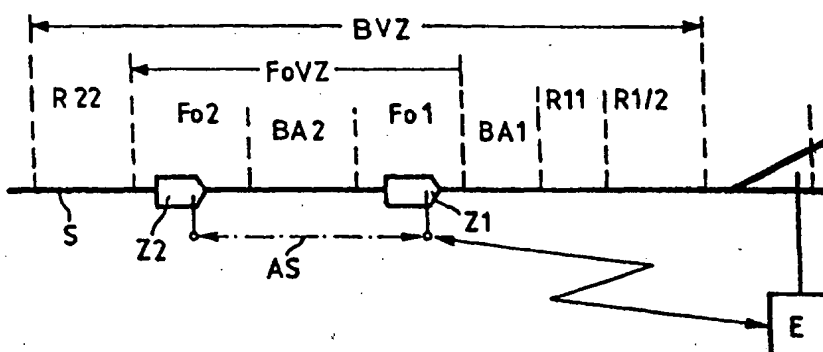 BVZ
FoVZ
R 22
Fo2
BA2
Fo1
BA1
R11
R1/2
S
Z2
AS
Z1
E